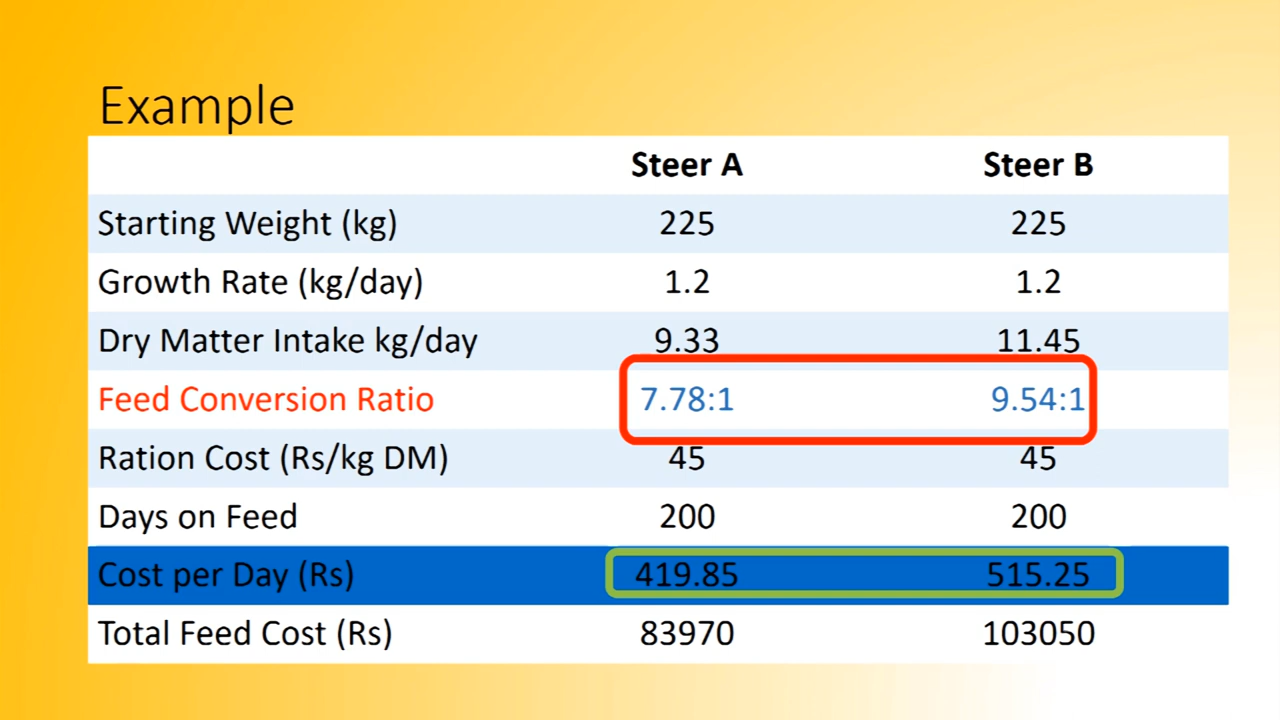 Example
Steer A Steer B
Starting Weight (kg) 225 225
Growth Rate (kg/day) 1.2 1.2
Dry Matter Intake kg/day 9.33 11.45
Feed Conversion Ratio 7.78:1 9.54:1
Ration Cost (Rs/kg DM) 45 45
Days on Feed 200 200
Cost per Day (Rs) 419.85 515.25
Total Feed Cost (Rs) 83970 103050